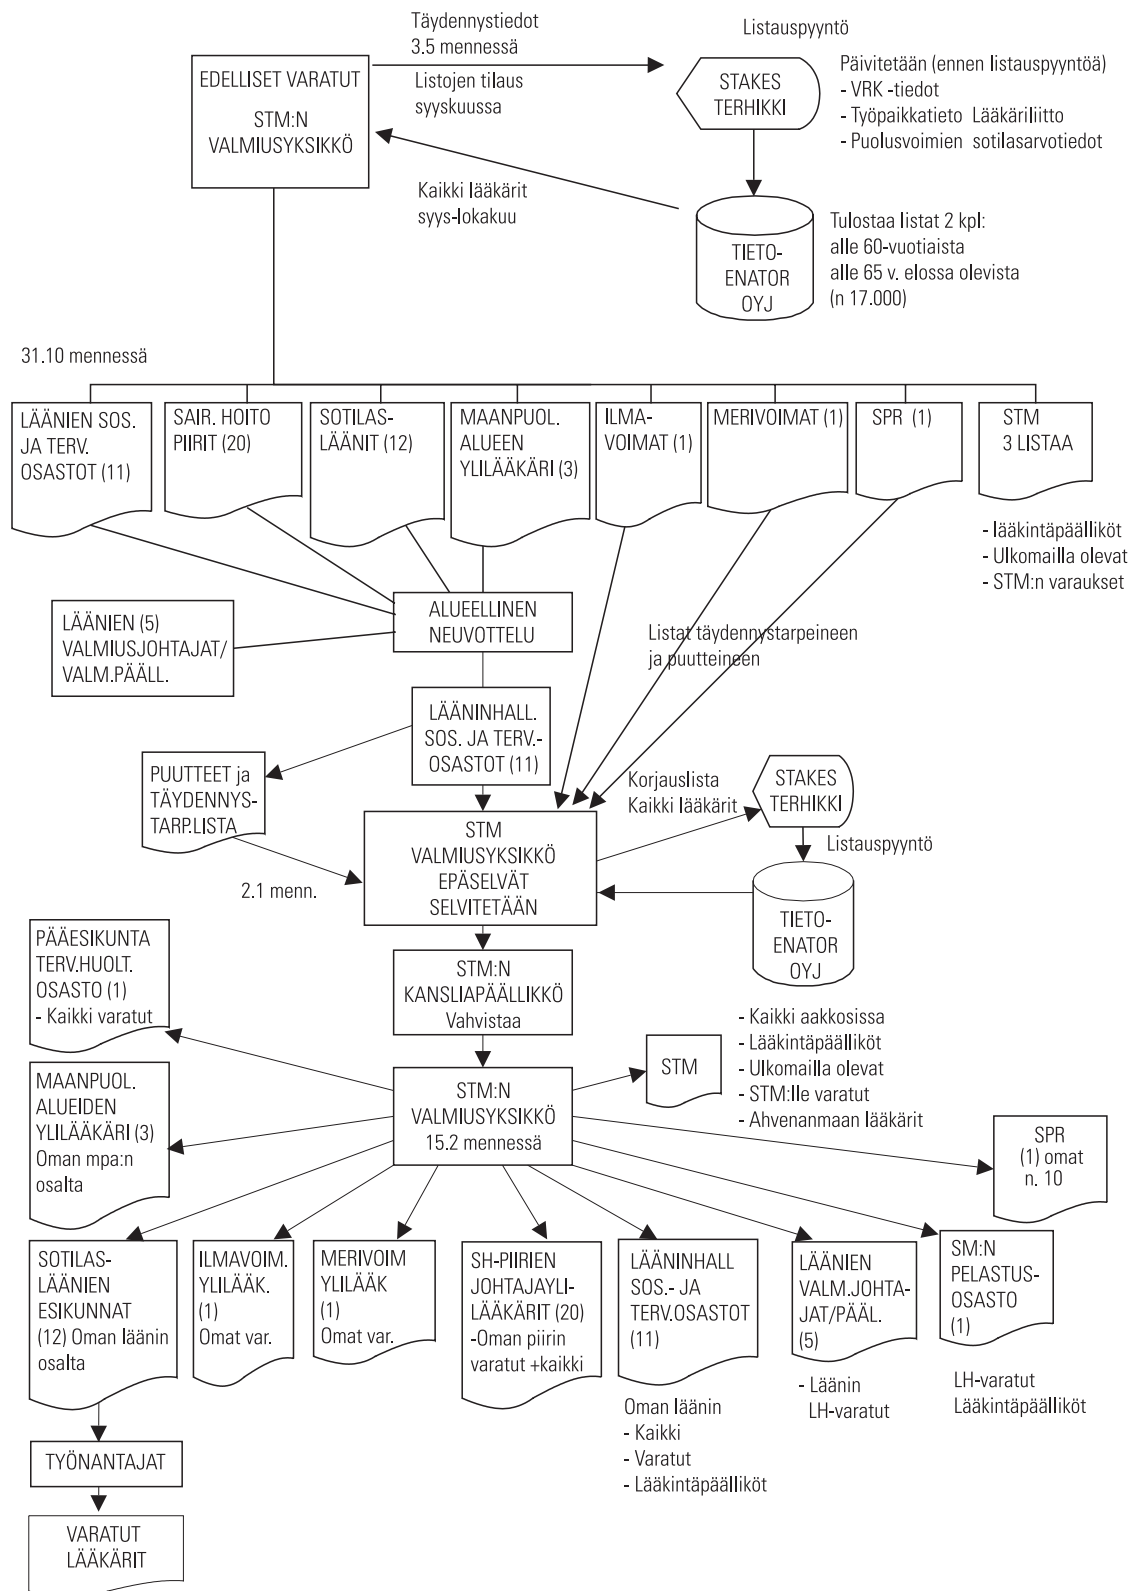 Täydennystiedot
3.5 mennessä
Listojen tilaus
syyskuussa
Listauspyyntö
EDELLISET VARATUT
STM:N
VALMIUSYKSIKKÖ
STAKES
TERHIKKI
Päivitetään (ennen listauspyyntöä)
- VRK -tiedot
- Työpaikkatieto Lääkäriliitto
- Puolusvoimien sotilasarvotiedot
Kaikki lääkärit
syys-lokakuu
TIETO-
ENATOR
OYJ
Tulostaa listat 2 kpl:
alle 60-vuotiaista
alle 65 v. elossa olevista
(n 17.000)
31.10 mennessä
LÄÄNIEN SOS.
JA TERV.
OSASTOT (11)
SAIR. HOITO
PIIRIT (20)
SOTILAS-
LÄÄNIT (12)
MAANPUOL.
ALUEEN
YLILÄÄKÄRI (3)
ILMA-
VOIMAT (1)
MERIVOIMAT (1)
SPR (1)
STM
3 LISTAA
- lääkintäpäälliköt
- Ulkomailla olevat
- STM:n varaukset
LÄÄNIEN (5)
VALMIUSJOHTAJAT/
VALM.PÄÄLL.
ALUEELLINEN
NEUVOTTELU
Listat täydennystarpeineen
ja puutteineen
LÄÄNINHALL.
SOS. JA TERV.-
OSASTOT (11)
PUUTTEET ja
TÄYDENNYS-
TARP.LISTA
Korjauslista
Kaikki lääkärit
STAKES
TERHIKKI
Listauspyyntö
STM
VALMIUSYKSIKKÖ
EPÄSELVÄT
SELVITETÄÄN
2.1 menn.
TIETO-
ENATOR
OYJ
PÄÄESIKUNTA
TERV.HUOLT.
OSASTO (1)
- Kaikki varatut
STM:N
KANSLIAPÄÄLLIKKÖ
Vahvistaa
STM
- Kaikki aakkosissa
- Lääkintäpäälliköt
- Ulkomailla olevat
- STM:lle varatut
- Ahvenanmaan lääkärit
MAANPUOL.
ALUEIDEN
YLILÄÄKÄRI (3)
Oman mpa:n
osalta
STM:N
VALMIUSYKSIKKÖ
15.2 mennessä
SPR
(1) omat
n. 10
SOTILAS-
LÄÄNIEN
ESIKUNNAT
(12) Oman läänin
osalta
ILMAVOIM.
YLILÄÄK.
(1)
Omat var.
MERIVOIM
YLILÄÄK
(1)
Omat var.
SH-PIIRIEN
JOHTAJAYLI-
LÄÄKÄRIT (20)
-Oman piirin
varatut +kaikki
LÄÄNINHALL
SOS.- JA
TERV.OSASTOT
(11)
Oman läänin
- Kaikki
- Varatut
- Lääkintäpäälliköt
LÄÄNIEN
VALM.JOHTA-
JAT/PÄÄL.
(5)
- Läänin
LH-varatut
SM:N
PELASTUS-
OSASTO
(1)
LH-varatut
Lääkintäpäälliköt
TYÖNANTAJAT
VARATUT
LÄÄKÄRIT